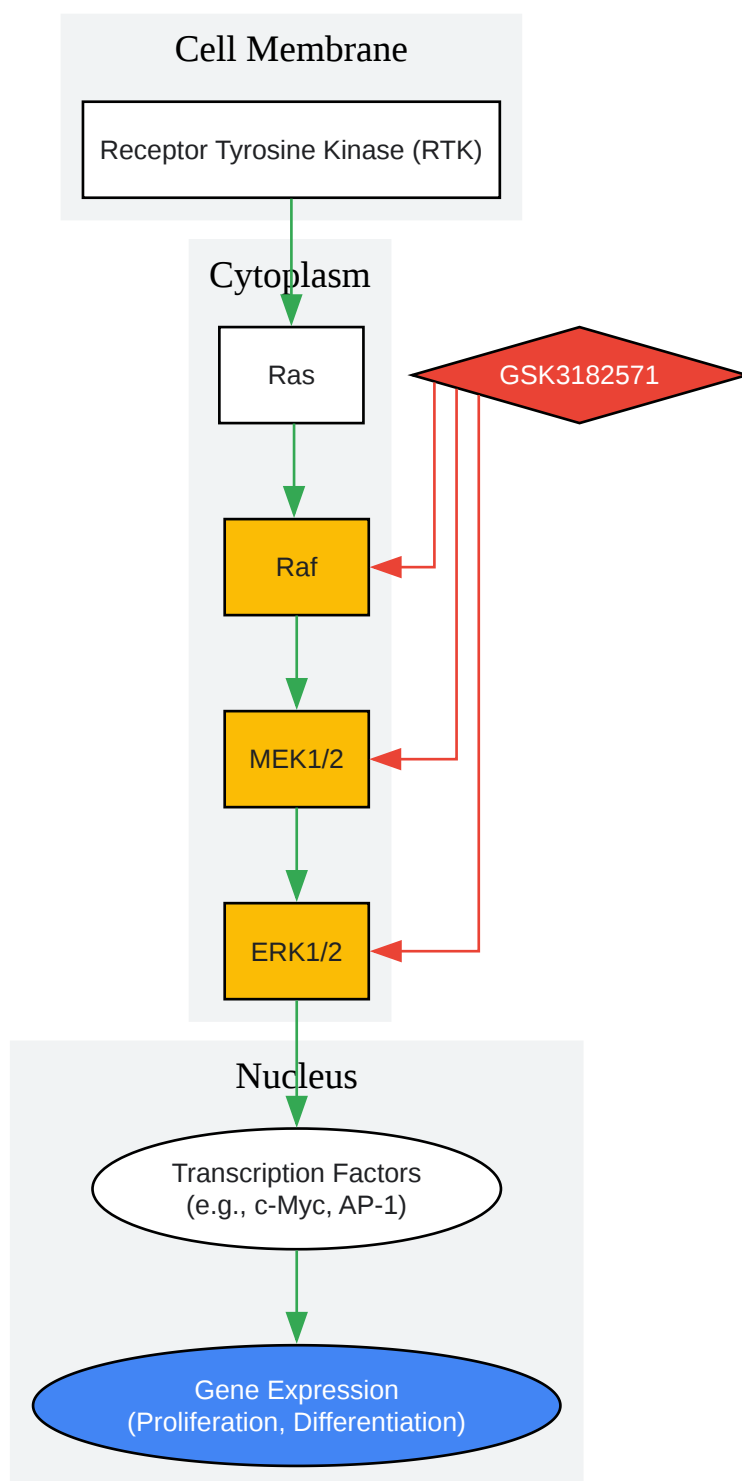 Cell Membrane
Receptor Tyrosine Kinase (RTK)
Cytoplasm
Ras
GSK3182571
Raf
MEK1/2
ERK1/2
Nucleus
Transcription Factors
(e.g., c-Myc, AP-1)
Gene Expression
(Proliferation, Differentiation)